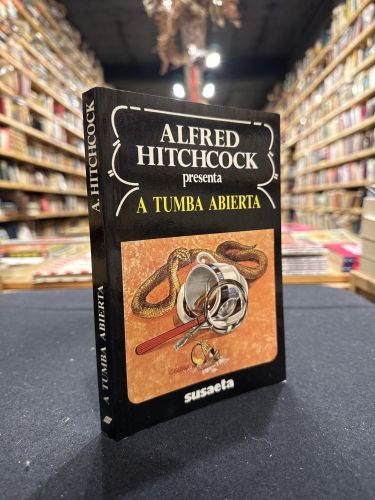 ALFRED
HITCHCOCK
presenta
A TUMBA ABIERTA
susaeta
A. HITCHCOCK
A TUMBA ABIERTA